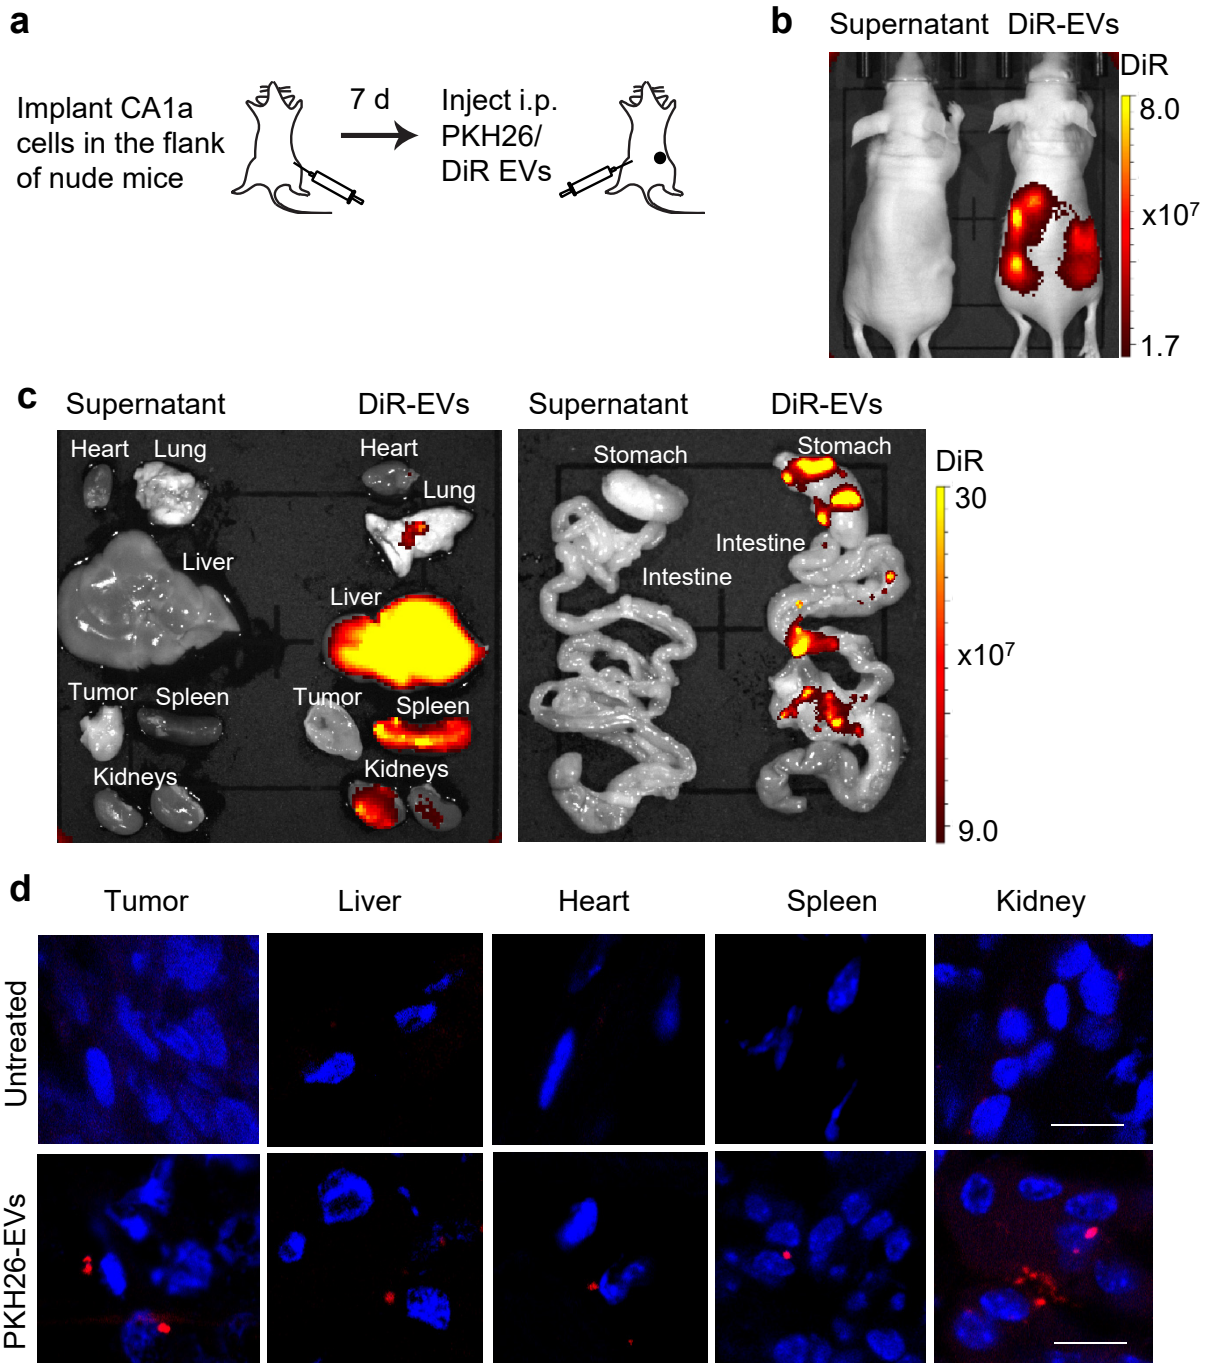 a
Implant CA1a
cells in the flank
of nude mice
7 d
Inject i.p.
PKH26/
DiR EVs
b
Supernatant DiR-EVs
DiR
8.0
x10⁷
1.7
c
Supernatant DiR-EVs
Heart Lung
Heart
Lung
Liver
Liver
Tumor Spleen
Tumor Spleen
Kidneys
Kidneys
Supernatant DiR-EVs
Stomach
Stomach
Intestine
Intestine
DiR
30
x10⁷
9.0
d
Tumor Liver Heart Spleen Kidney
Untreated
PKH26-EVs